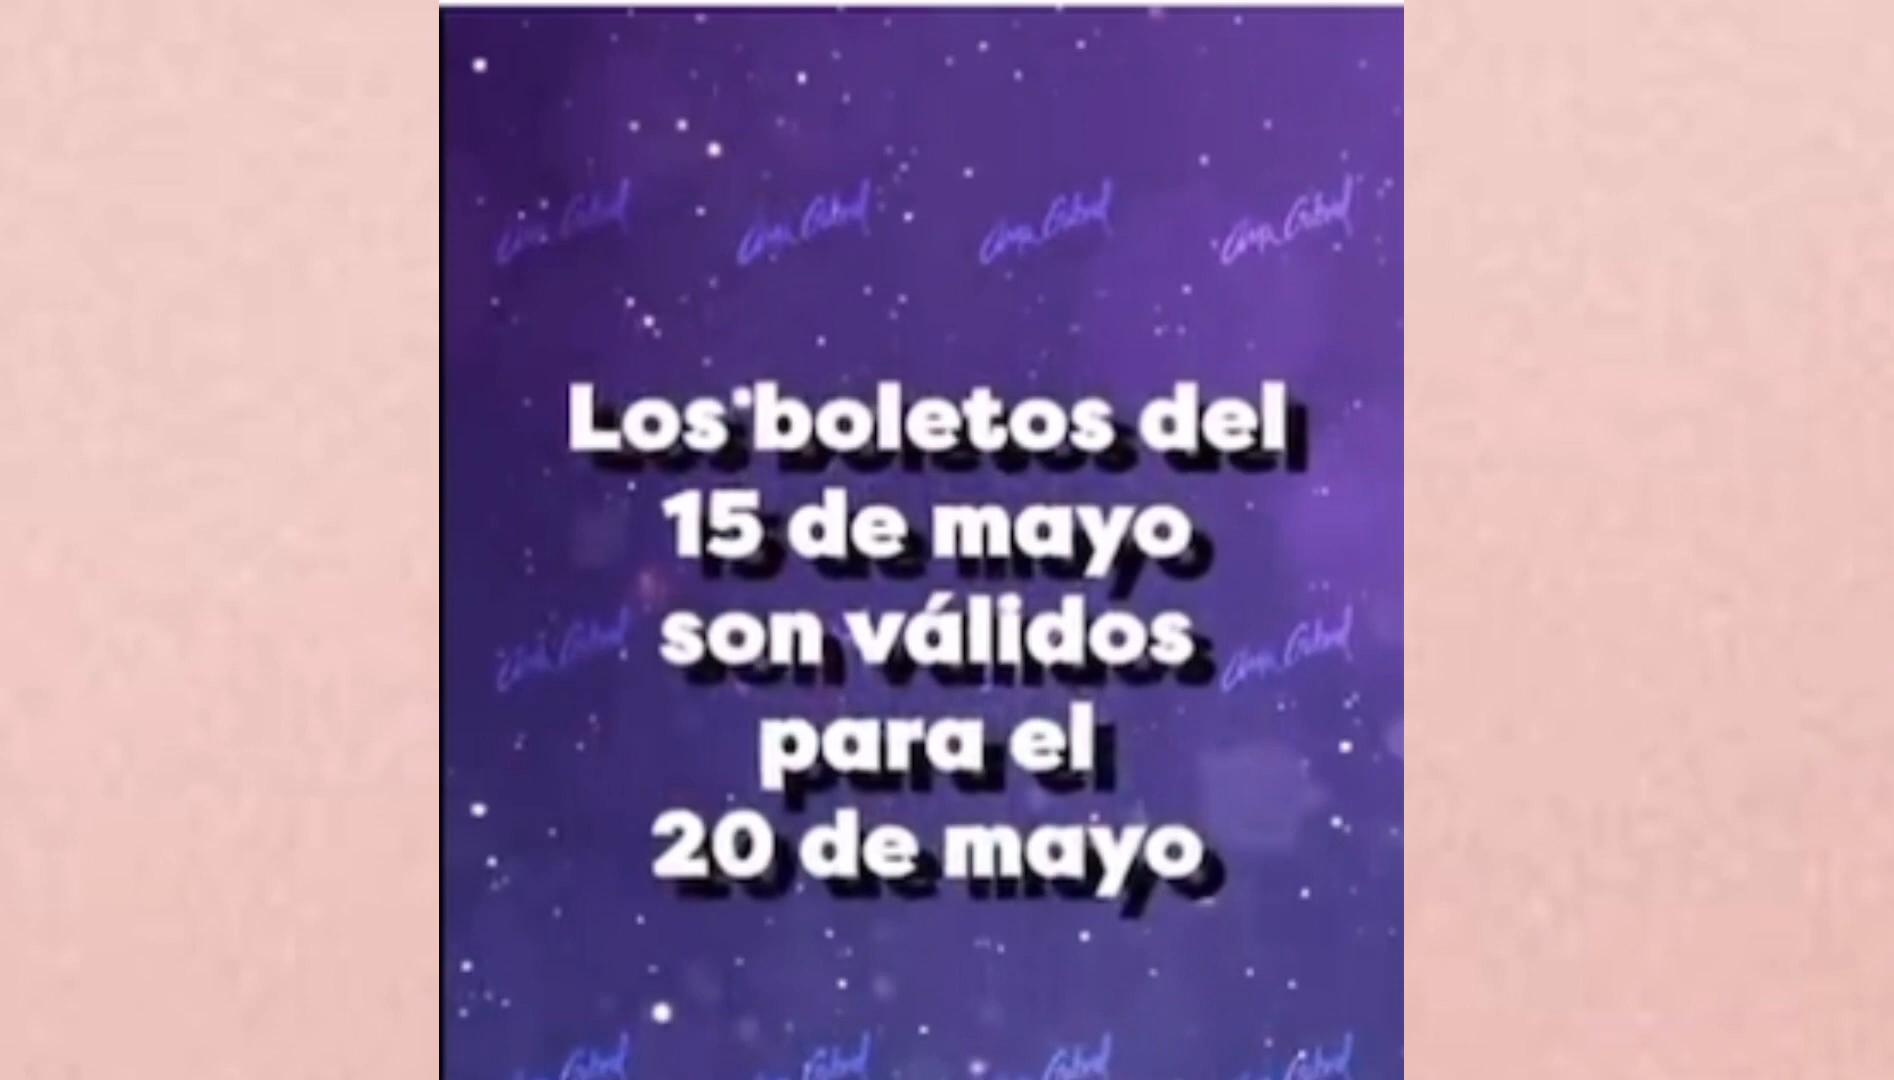 Los boletos del
15 de mayo
son válidos
para el
20 de mayo